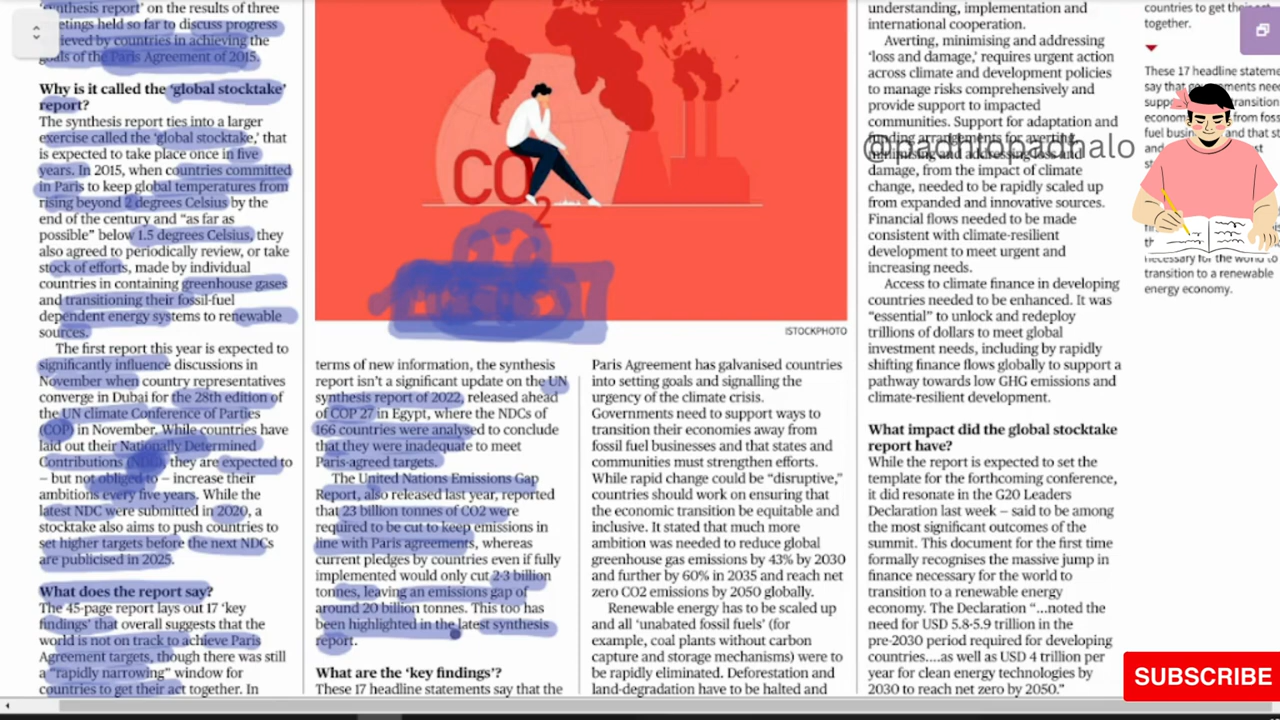 'synthesis report' on the results of three
etings held so far to discuss progress
ieved by countries in achieving the
ls of the Paris Agreement of 2015.
Why is it called the 'global stocktake'
report?
The synthesis report ties into a larger
exercise called the 'global stocktake,' that
is expected to take place once in five
years. In 2015, when countries committed
in Paris to keep global temperatures from
rising beyond 2 degrees Celsius by the
end of the century and "as far as
possible" below 1.5 degrees Celsius, they
also agreed to periodically review, or take
stock of efforts, made by individual
countries in containing greenhouse gases
and transitioning their fossil-fuel
dependent energy systems to renewable
sources.
The first report this year is expected to
significantly influence discussions in
November when country representatives
converge in Dubai for the 28th edition of
the UN climate Conference of Parties
(COP) in November. While countries have
laid out their Nationally Determined
Contributions (NDC), they are expected to
– but not obliged to – increase their
ambitions every five years. While the
latest NDC were submitted in 2020, a
stocktake also aims to push countries to
set higher targets before the next NDCs
are publicised in 2025.
What does the report say?
The 45-page report lays out 17 'key
findings' that overall suggests that the
world is not on track to achieve Paris
Agreement targets, though there was still
a "rapidly narrowing" window for
countries to get their act together. In
CO2
ISTOCKPHOTO
terms of new information, the synthesis
report isn't a significant update on the UN
synthesis report of 2022, released ahead
of COP 27 in Egypt, where the NDCs of
166 countries were analysed to conclude
that they were inadequate to meet
Paris-agreed targets.
The United Nations Emissions Gap
Report, also released last year, reported
that 23 billion tonnes of CO2 were
required to be cut to keep emissions in
line with Paris agreements, whereas
current pledges by countries even if fully
implemented would only cut 2-3 billion
tonnes, leaving an emissions gap of
around 20 billion tonnes. This too has
been highlighted in the latest synthesis
report.
What are the 'key findings'?
These 17 headline statements say that the
Paris Agreement has galvanised countries
into setting goals and signalling the
urgency of the climate crisis.
Governments need to support ways to
transition their economies away from
fossil fuel businesses and that states and
communities must strengthen efforts.
While rapid change could be "disruptive,"
countries should work on ensuring that
the economic transition be equitable and
inclusive. It stated that much more
ambition was needed to reduce global
greenhouse gas emissions by 43% by 2030
and further by 60% in 2035 and reach net
zero CO2 emissions by 2050 globally.
Renewable energy has to be scaled up
and all 'unabated fossil fuels' (for
example, coal plants without carbon
capture and storage mechanisms) were to
be rapidly eliminated. Deforestation and
land-degradation have to be halted and
understanding, implementation and
international cooperation.
Averting, minimising and addressing
'loss and damage,' requires urgent action
across climate and development policies
to manage risks comprehensively and
provide support to impacted
communities. Support for adaptation and
funding arrangements for averting,
minimising and addressing loss and
damage, from the impact of climate
change, needed to be rapidly scaled up
from expanded and innovative sources.
Financial flows needed to be made
consistent with climate-resilient
development to meet urgent and
increasing needs.
Access to climate finance in developing
countries needed to be enhanced. It was
"essential" to unlock and redeploy
trillions of dollars to meet global
investment needs, including by rapidly
shifting finance flows globally to support a
pathway towards low GHG emissions and
climate-resilient development.
What impact did the global stocktake
report have?
While the report is expected to set the
template for the forthcoming conference,
it did resonate in the G20 Leaders
Declaration last week – said to be among
the most significant outcomes of the
summit. This document for the first time
formally recognises the massive jump in
finance necessary for the world to
transition to a renewable energy
economy. The Declaration "...noted the
need for USD 5.8-5.9 trillion in the
pre-2030 period required for developing
countries....as well as USD 4 trillion per
year for clean energy technologies by
2030 to reach net zero by 2050."
@padhtopadhalo
countries to get their act
together.
These 17 headline stateme
say that ments nee
supp transition
econom from foss
fuel busin and that s
and
necessary for the world to
transition to a renewable
energy economy.
SUBSCRIBE